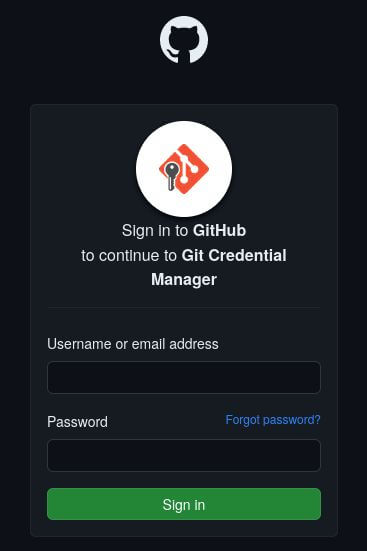 Sign in to GitHub
to continue to Git Credential
Manager
Username or email address
Password
Forgot password?
Sign in